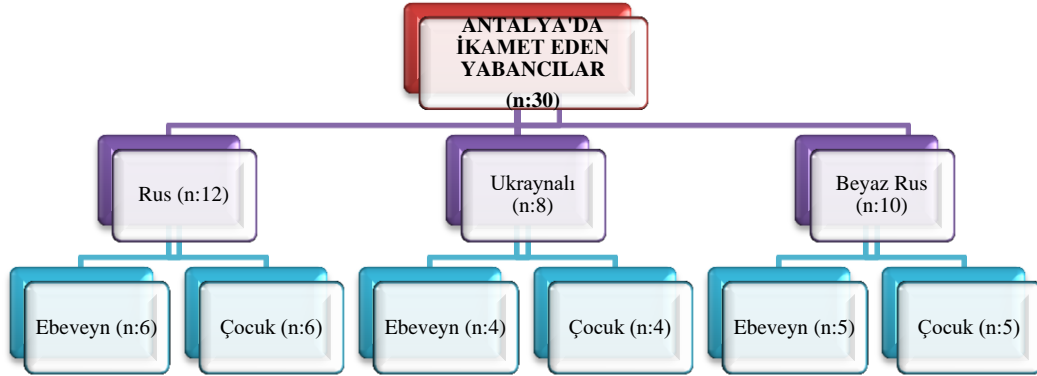 ANTALYA'DA
İKAMET EDEN
YABANCILAR
(n:30)
Rus (n:12)
Ukraynalı
(n:8)
Beyaz Rus
(n:10)
Ebeveyn (n:6)
Çocuk (n:6)
Ebeveyn (n:4)
Çocuk (n:4)
Ebeveyn (n:5)
Çocuk (n:5)